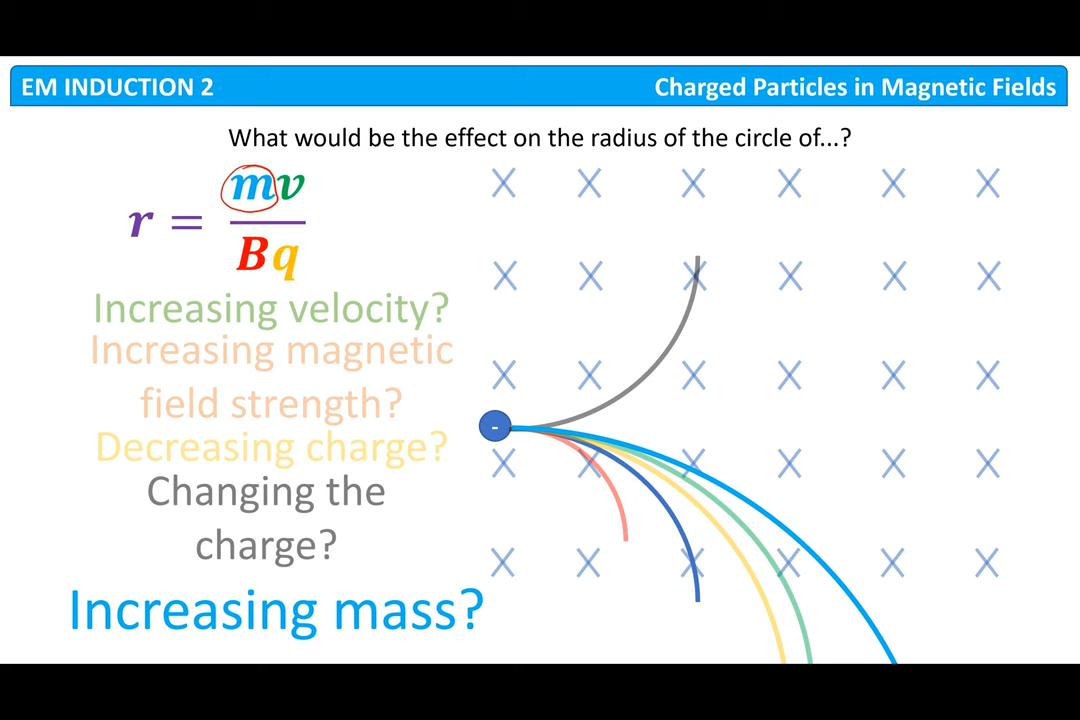 EM INDUCTION 2
Charged Particles in Magnetic Fields
What would be the effect on the radius of the circle of...?
r = mv
Bq
Increasing velocity?
Increasing magnetic
field strength?
Decreasing charge?
Changing the
charge?
Increasing mass?
X X X X X X
X X X X X X
X X X X X X
-
X X X X X X
X X X X X X